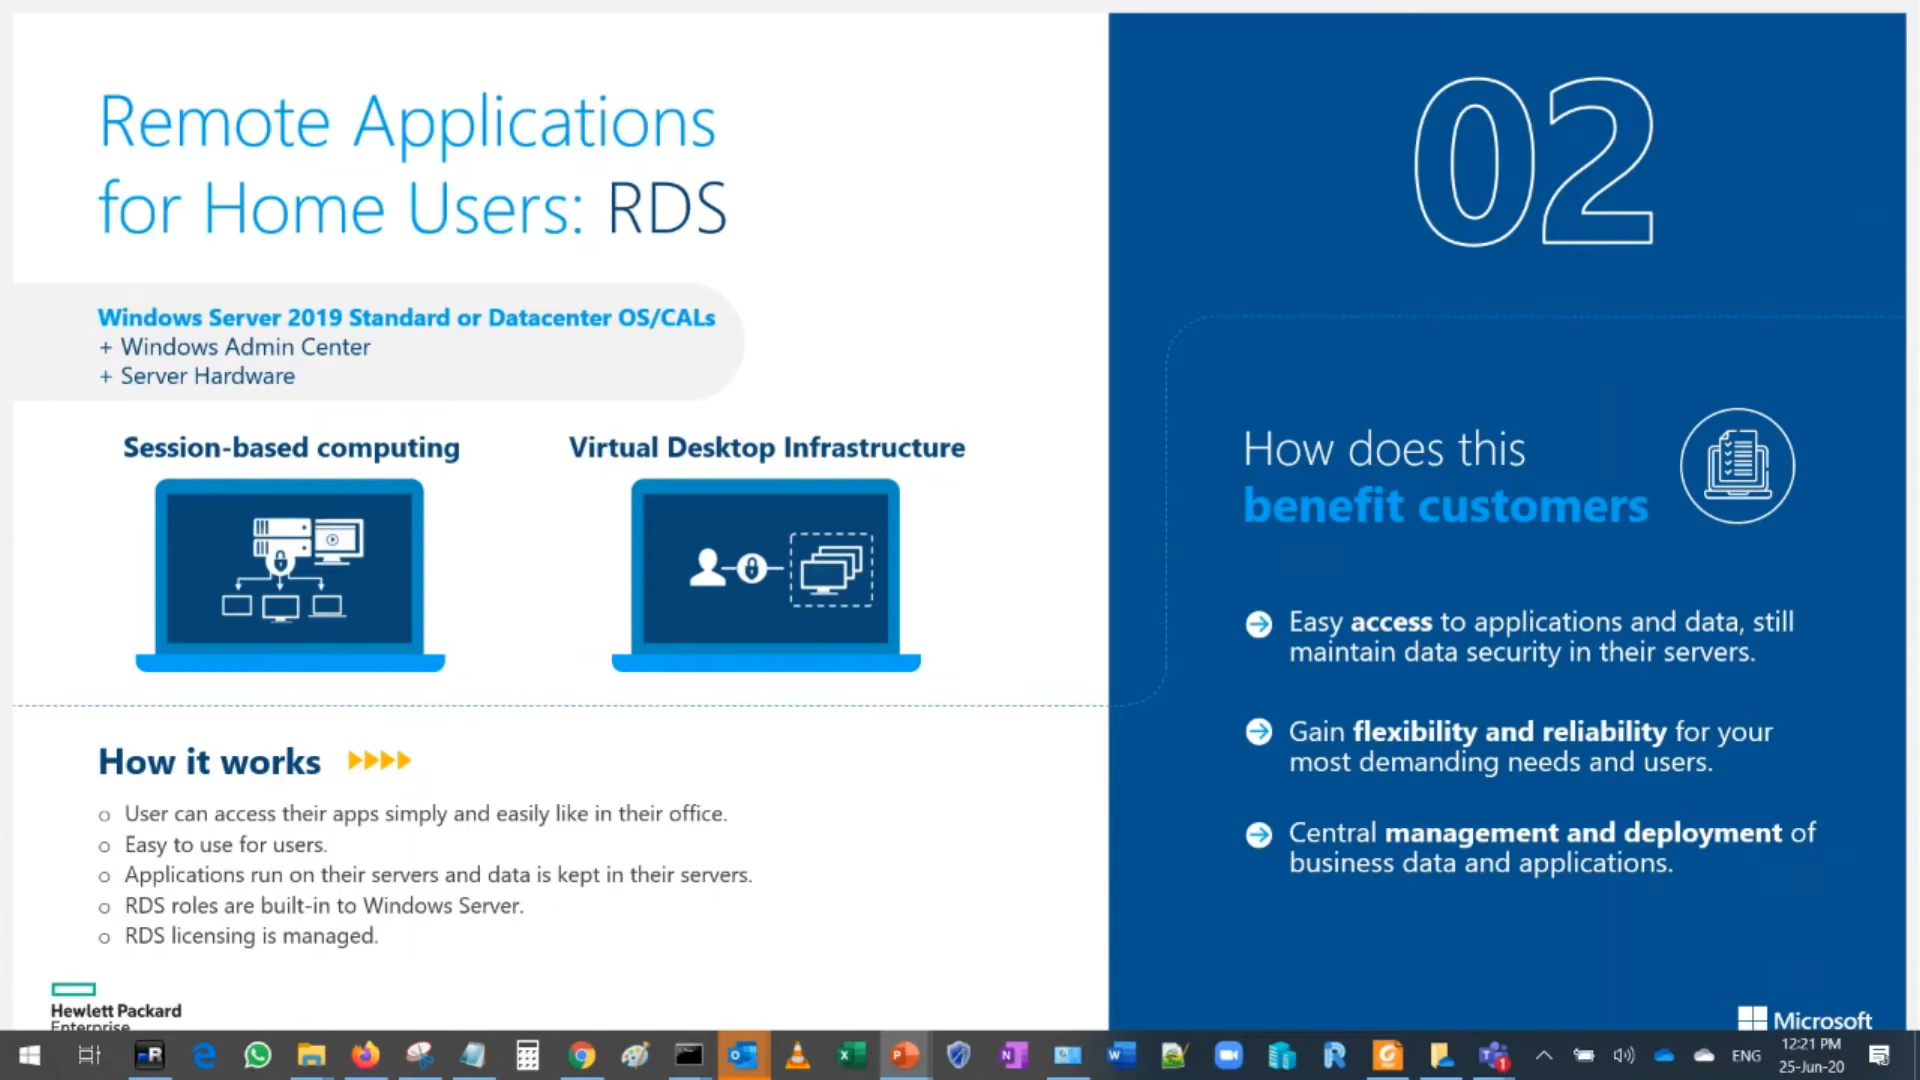 Remote Applications
for Home Users: RDS
Windows Server 2019 Standard or Datacenter OS/CALs
+ Windows Admin Center
+ Server Hardware
Session-based computing
Virtual Desktop Infrastructure
How it works
o User can access their apps simply and easily like in their office.
o Easy to use for users.
o Applications run on their servers and data is kept in their servers.
o RDS roles are built-in to Windows Server.
o RDS licensing is managed.
Hewlett Packard
Enterprise
02
How does this
benefit customers
Easy access to applications and data, still
maintain data security in their servers.
Gain flexibility and reliability for your
most demanding needs and users.
Central management and deployment of
business data and applications.
Microsoft
ENG
12:21 PM
25-Jun-20